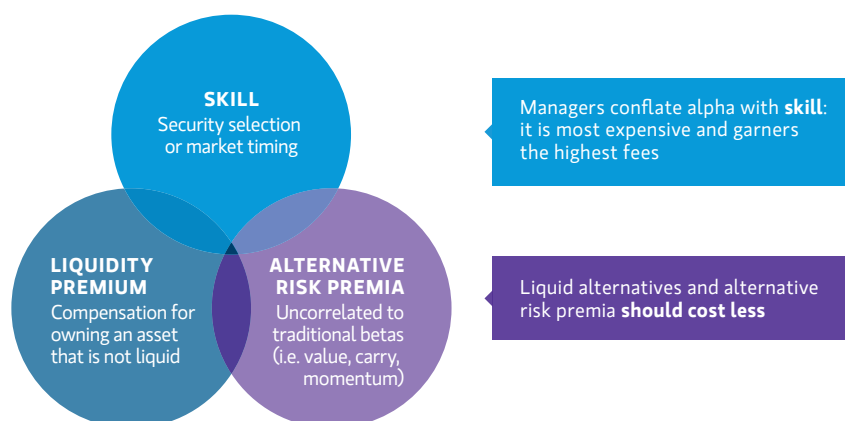 SKILL
Security selection
or market timing
Managers conflate alpha with skill:
it is most expensive and garners
the highest fees
LIQUIDITY
PREMIUM
Compensation for
owning an asset
that is not liquid
ALTERNATIVE
RISK PREMIA
Uncorrelated to
traditional betas
(i.e. value, carry,
momentum)
Liquid alternatives and alternative
risk premia should cost less